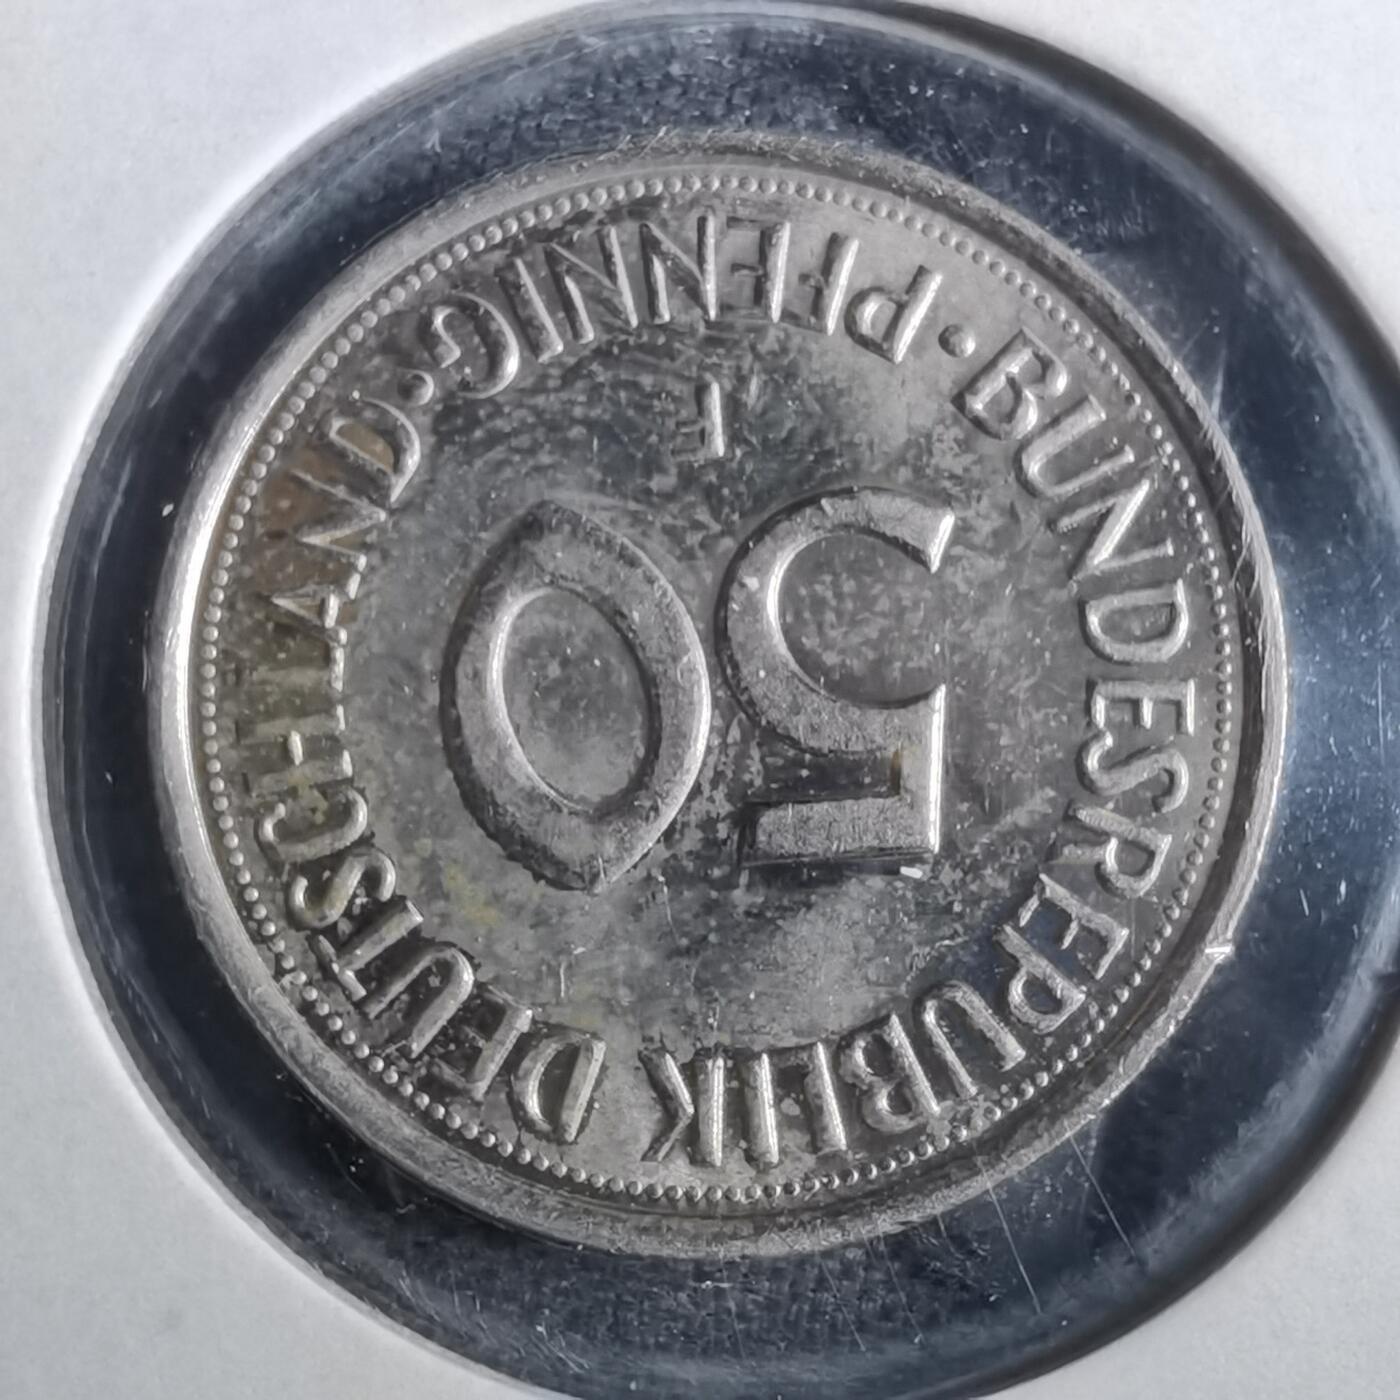 BUNDESREPUBLIK DEUTSCHLAND
50
F
· PFENNIG ·